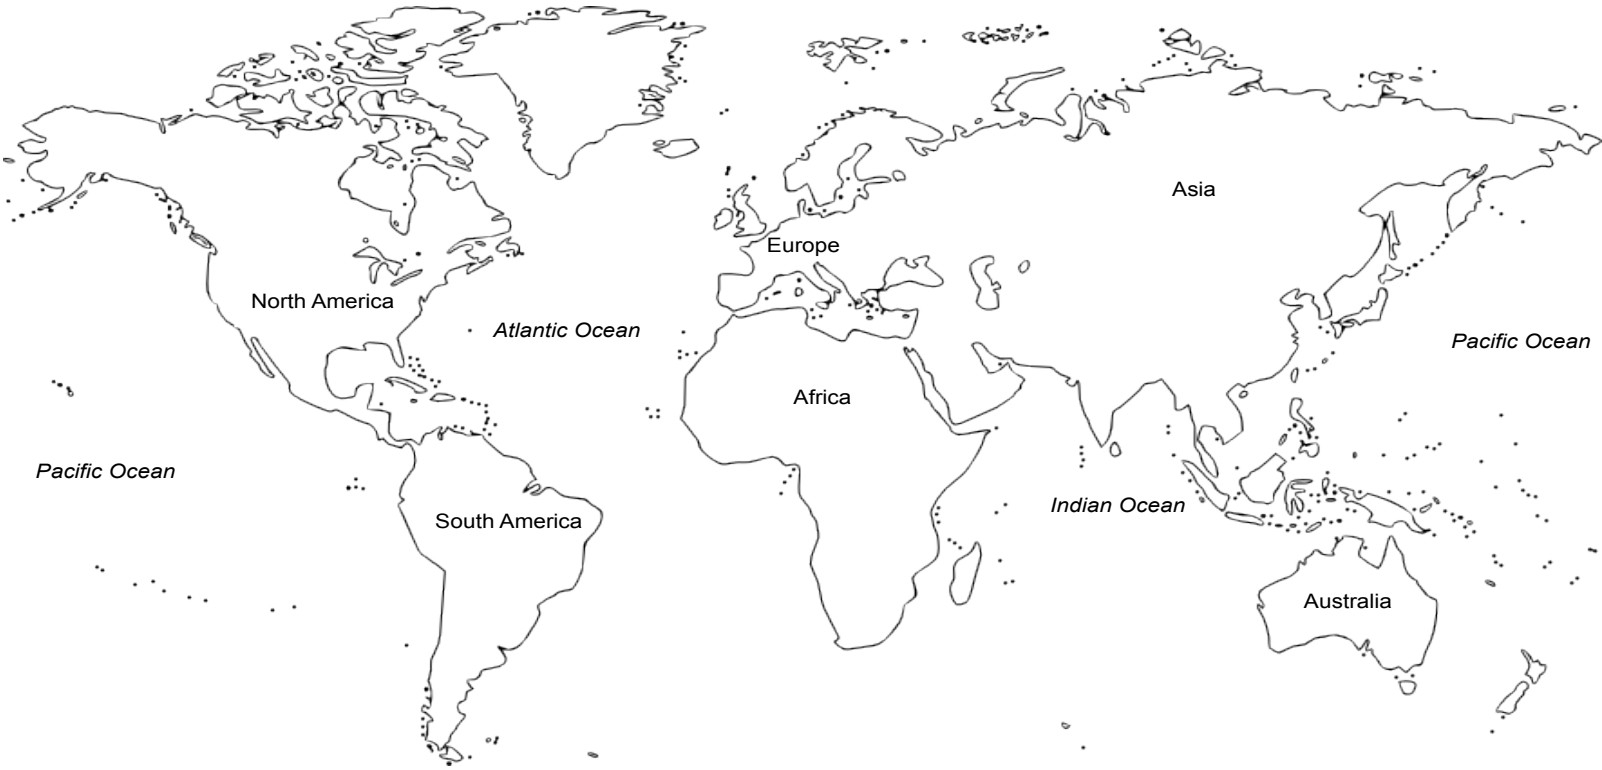 Asia
Europe
North America
Atlantic Ocean
Pacific Ocean
Africa
Pacific Ocean
Indian Ocean
South America
Australia